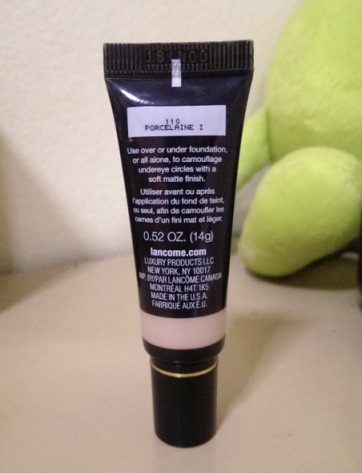 110
PORCELAINE I
Use over or under foundation,
or all alone, to camouflage
undereye circles with a
soft matte finish.
Utiliser avant ou après
l'application du fond de teint,
ou seul, afin de camoufler les
cernes d'un fini mat et léger.
0.52 OZ. (14g)
lancome.com
LUXURY PRODUCTS LLC
NEW YORK, NY 10017
IMP. BY/PAR LANCÔME CANADA
MONTRÉAL H4T 1K5
MADE IN THE U.S.A.
FABRIQUÉ AUX É.U.